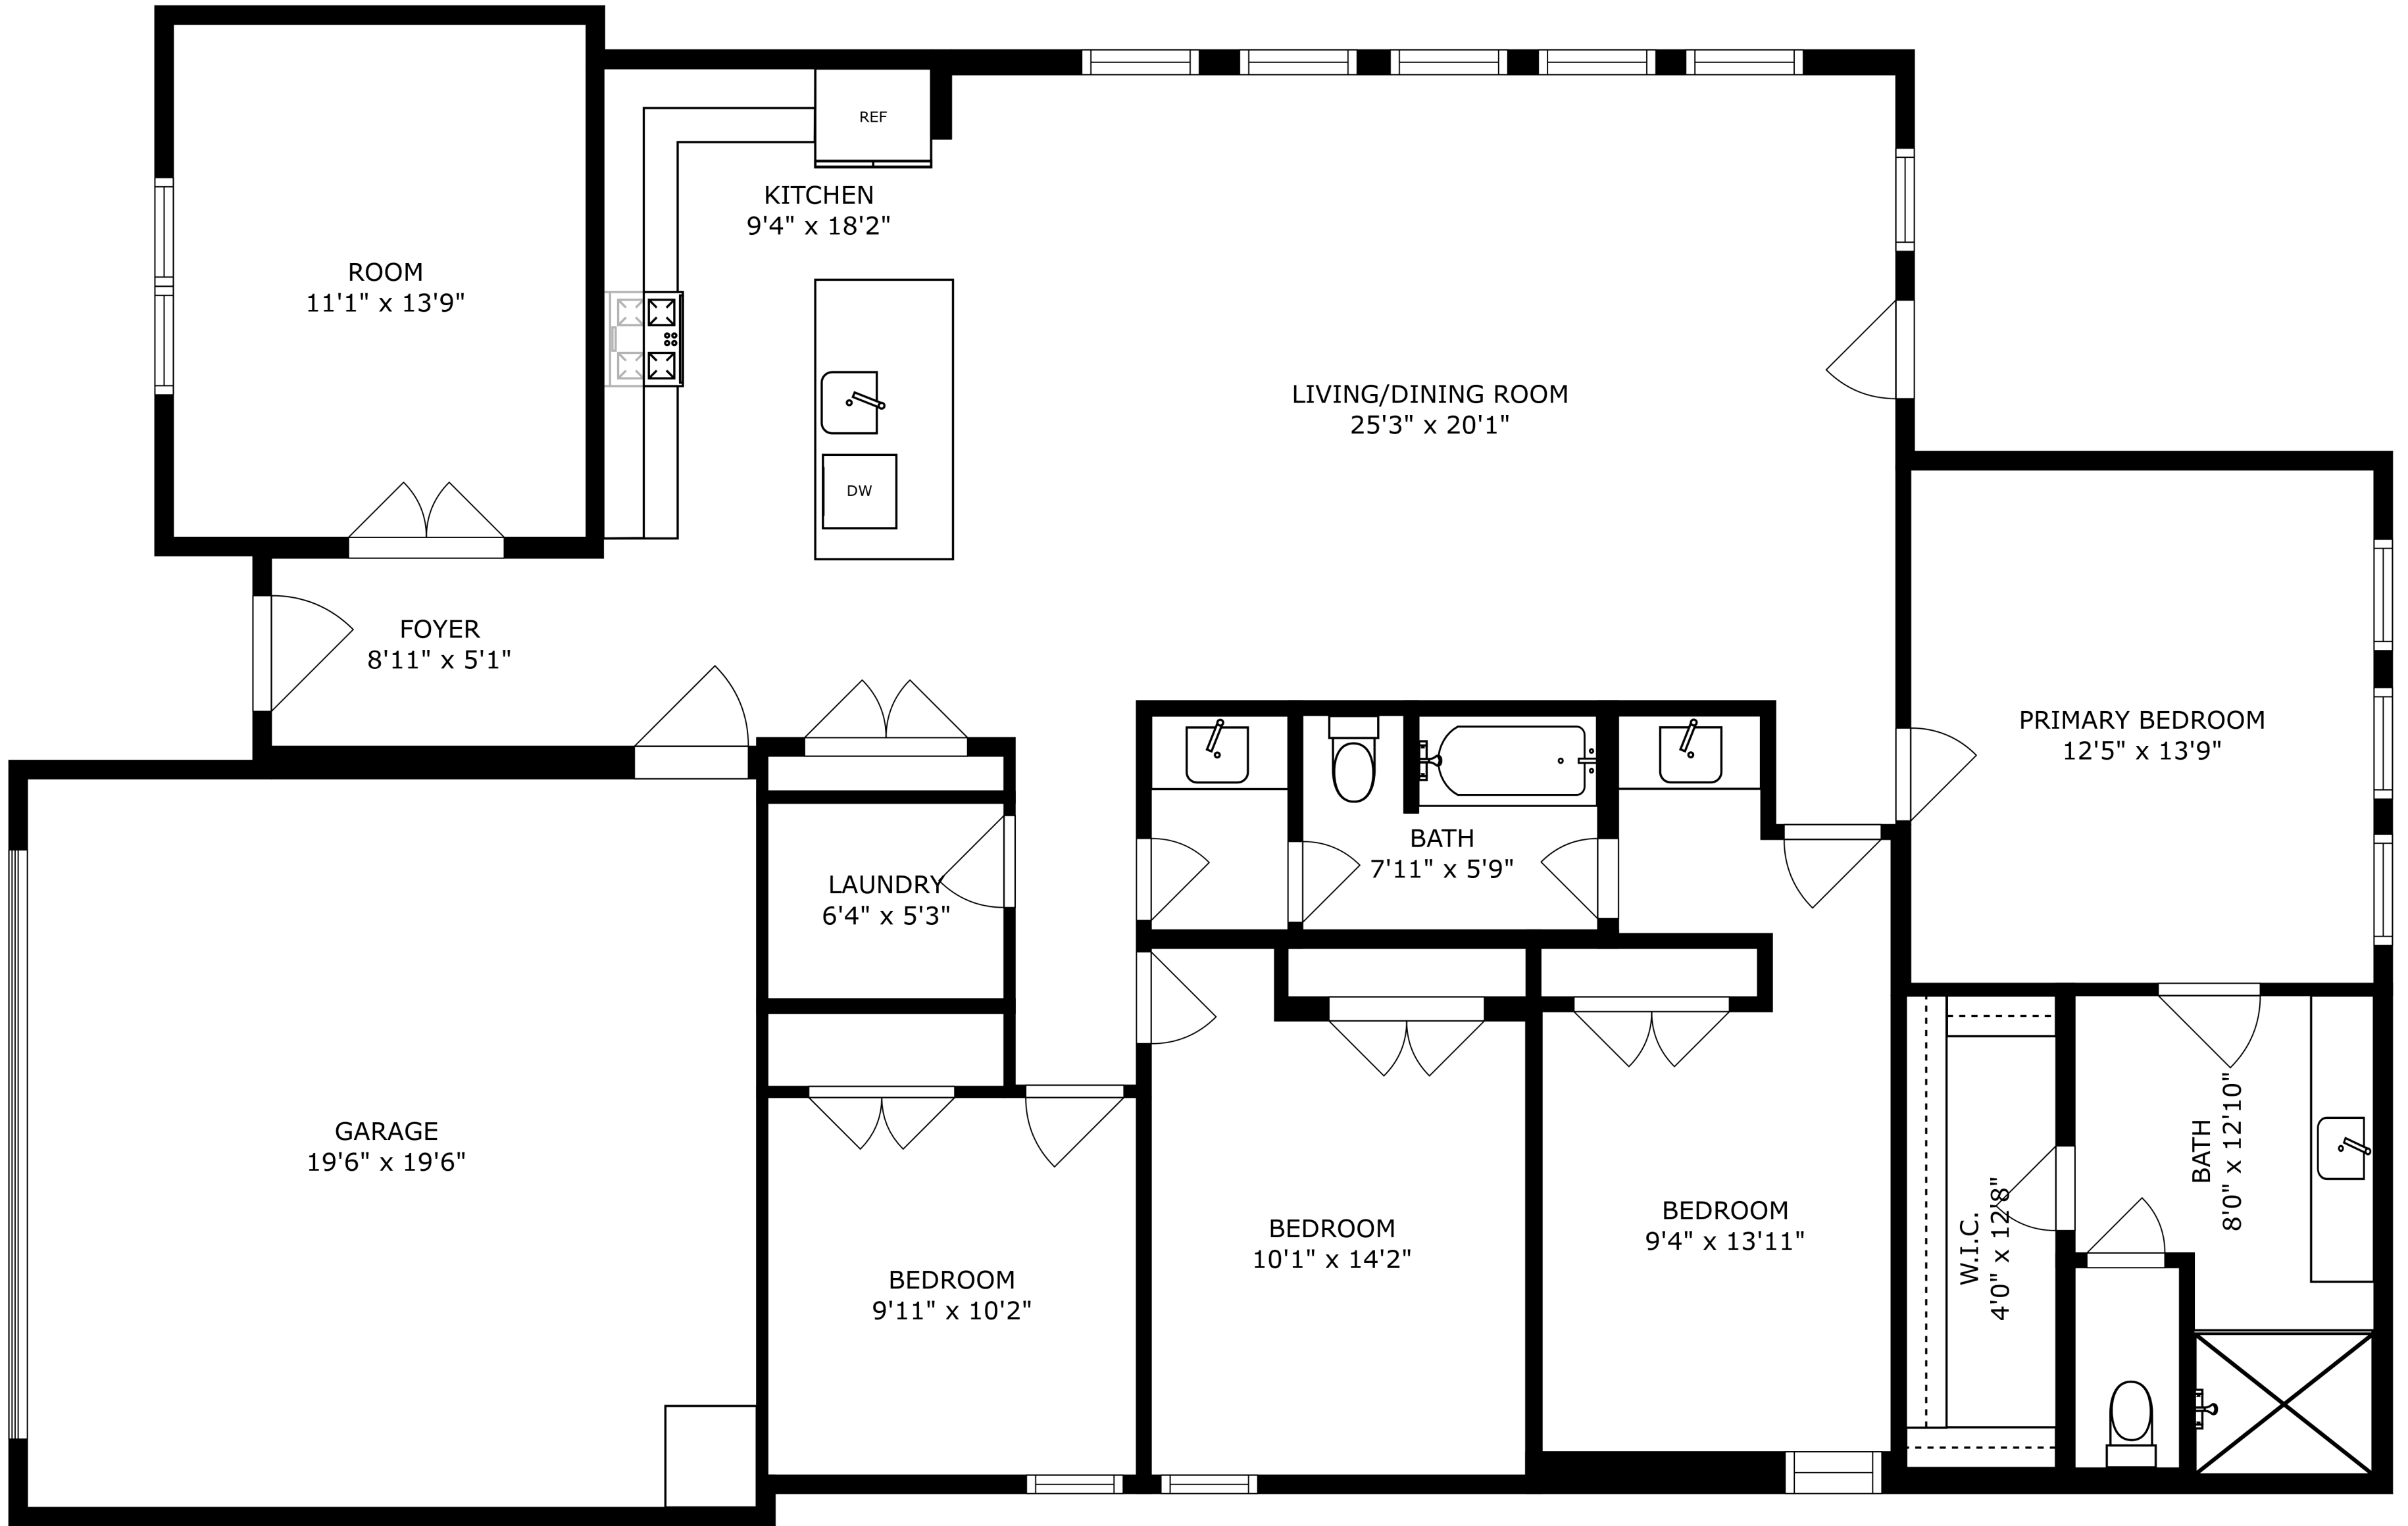 REF
KITCHEN
9'4" x 18'2"
ROOM
11'1" x 13'9"
LIVING/DINING ROOM
25'3" x 20'1"
DW
FOYER
8'11" x 5'1"
PRIMARY BEDROOM
12'5" x 13'9"
BATH
7'11" x 5'9"
LAUNDRY
6'4" x 5'3"
GARAGE
19'6" x 19'6"
BEDROOM
9'11" x 10'2"
BEDROOM
10'1" x 14'2"
BEDROOM
9'4" x 13'11"
W.I.C.
4'0" x 12'8"
BATH
8'0" x 12'10"